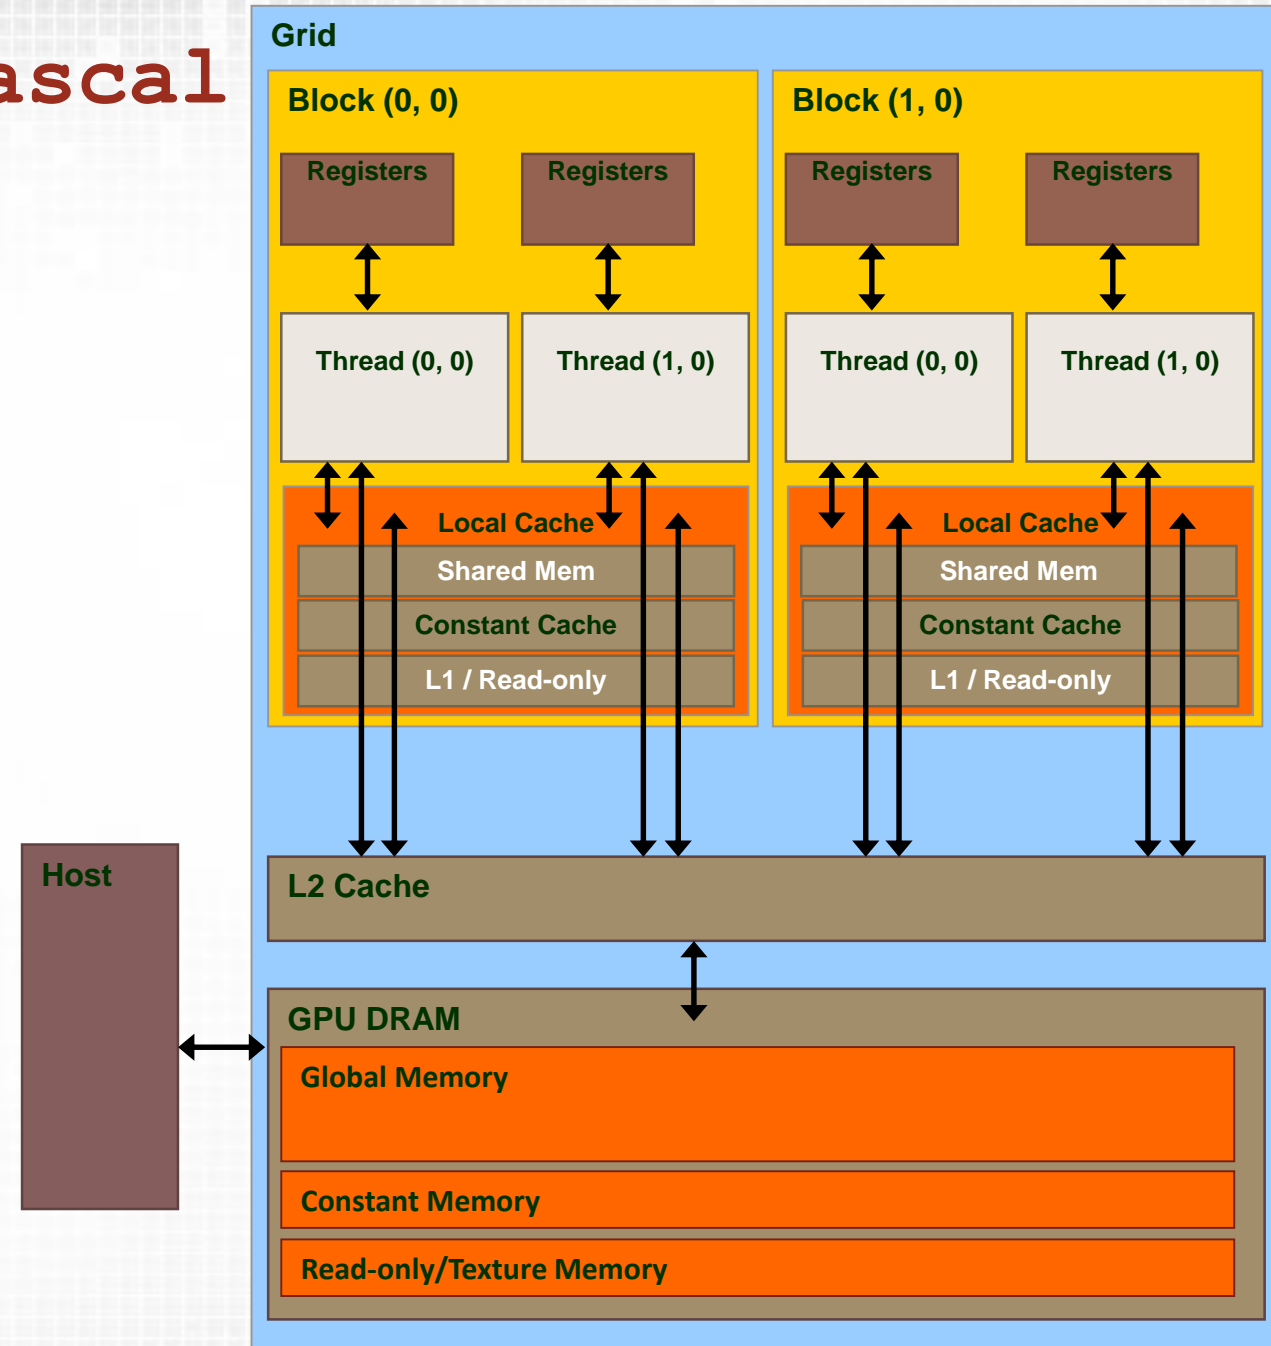 ascal
Grid
Block (0, 0)
Block (1, 0)
Registers
Registers
Registers
Registers
Thread (0, 0)
Thread (1, 0)
Thread (0, 0)
Thread (1, 0)
Local Cache
Shared Mem
Constant Cache
L1 / Read-only
Local Cache
Shared Mem
Constant Cache
L1 / Read-only
Host
L2 Cache
GPU DRAM
Global Memory
Constant Memory
Read-only/Texture Memory